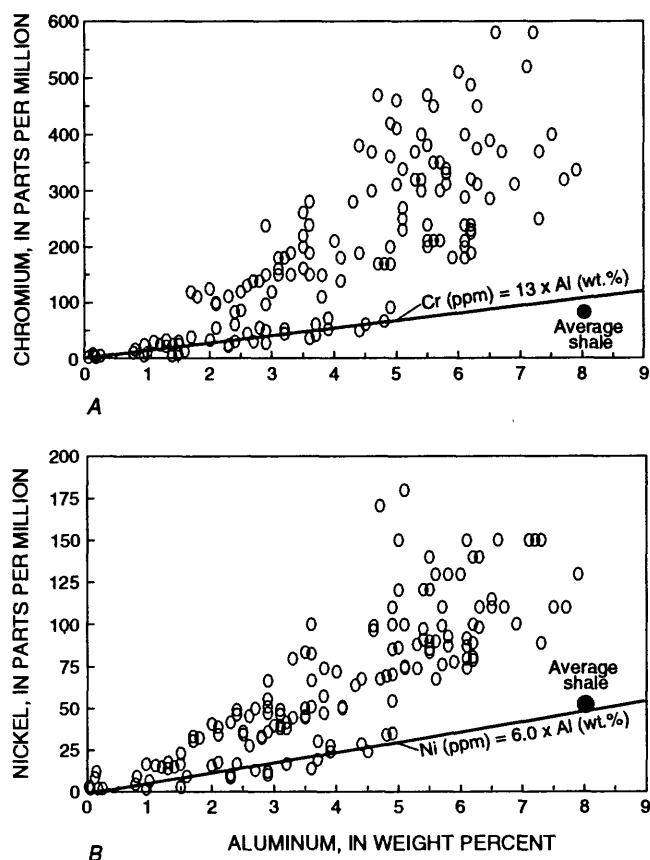 600
500
400
300
200
100
0
CHROMIUM, IN PARTS PER MILLION
Cr (ppm) = 13 x Al (wt.%)
Average
shale
0 1 2 3 4 5 6 7 8 9
A
200
175
150
125
100
75
50
25
0
NICKEL, IN PARTS PER MILLION
Average
shale
Ni (ppm) = 6.0 x Al (wt.%)
0 1 2 3 4 5 6 7 8 9
ALUMINUM, IN WEIGHT PERCENT
B